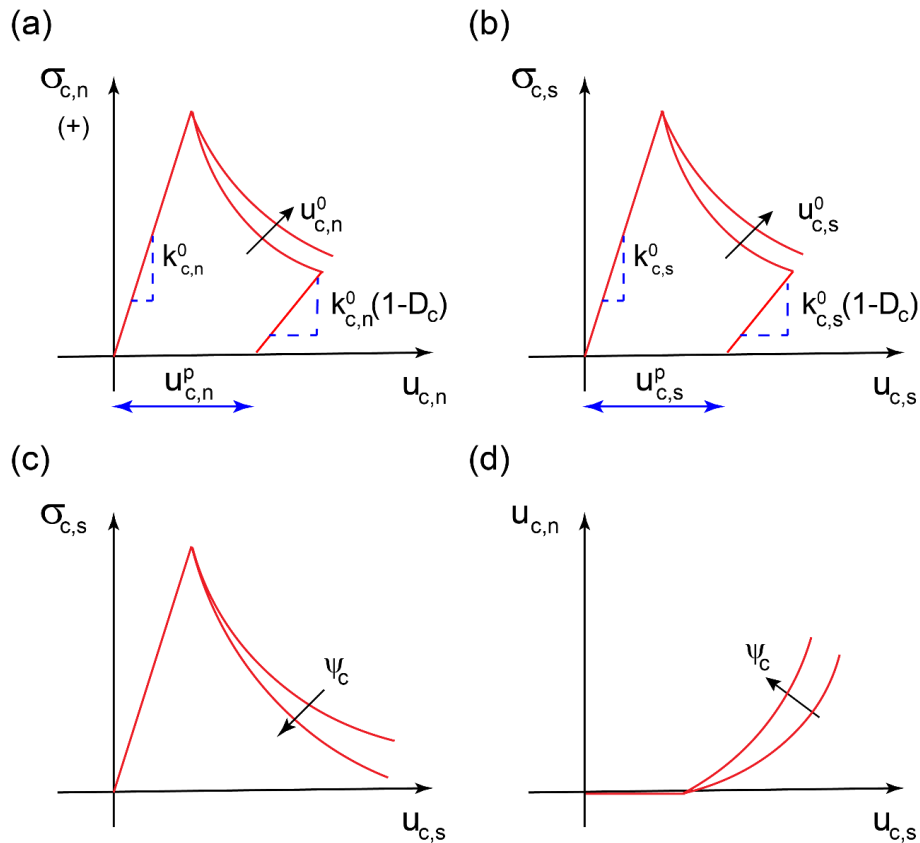 (a)
σc,n
(+)
u⁰c,n
k⁰c,n
k⁰c,n(1-Dc)
uᵖc,n
uc,n
(b)
σc,s
u⁰c,s
k⁰c,s
k⁰c,s(1-Dc)
uᵖc,s
uc,s
(c)
σc,s
ψc
uc,s
(d)
uc,n
ψc
uc,s